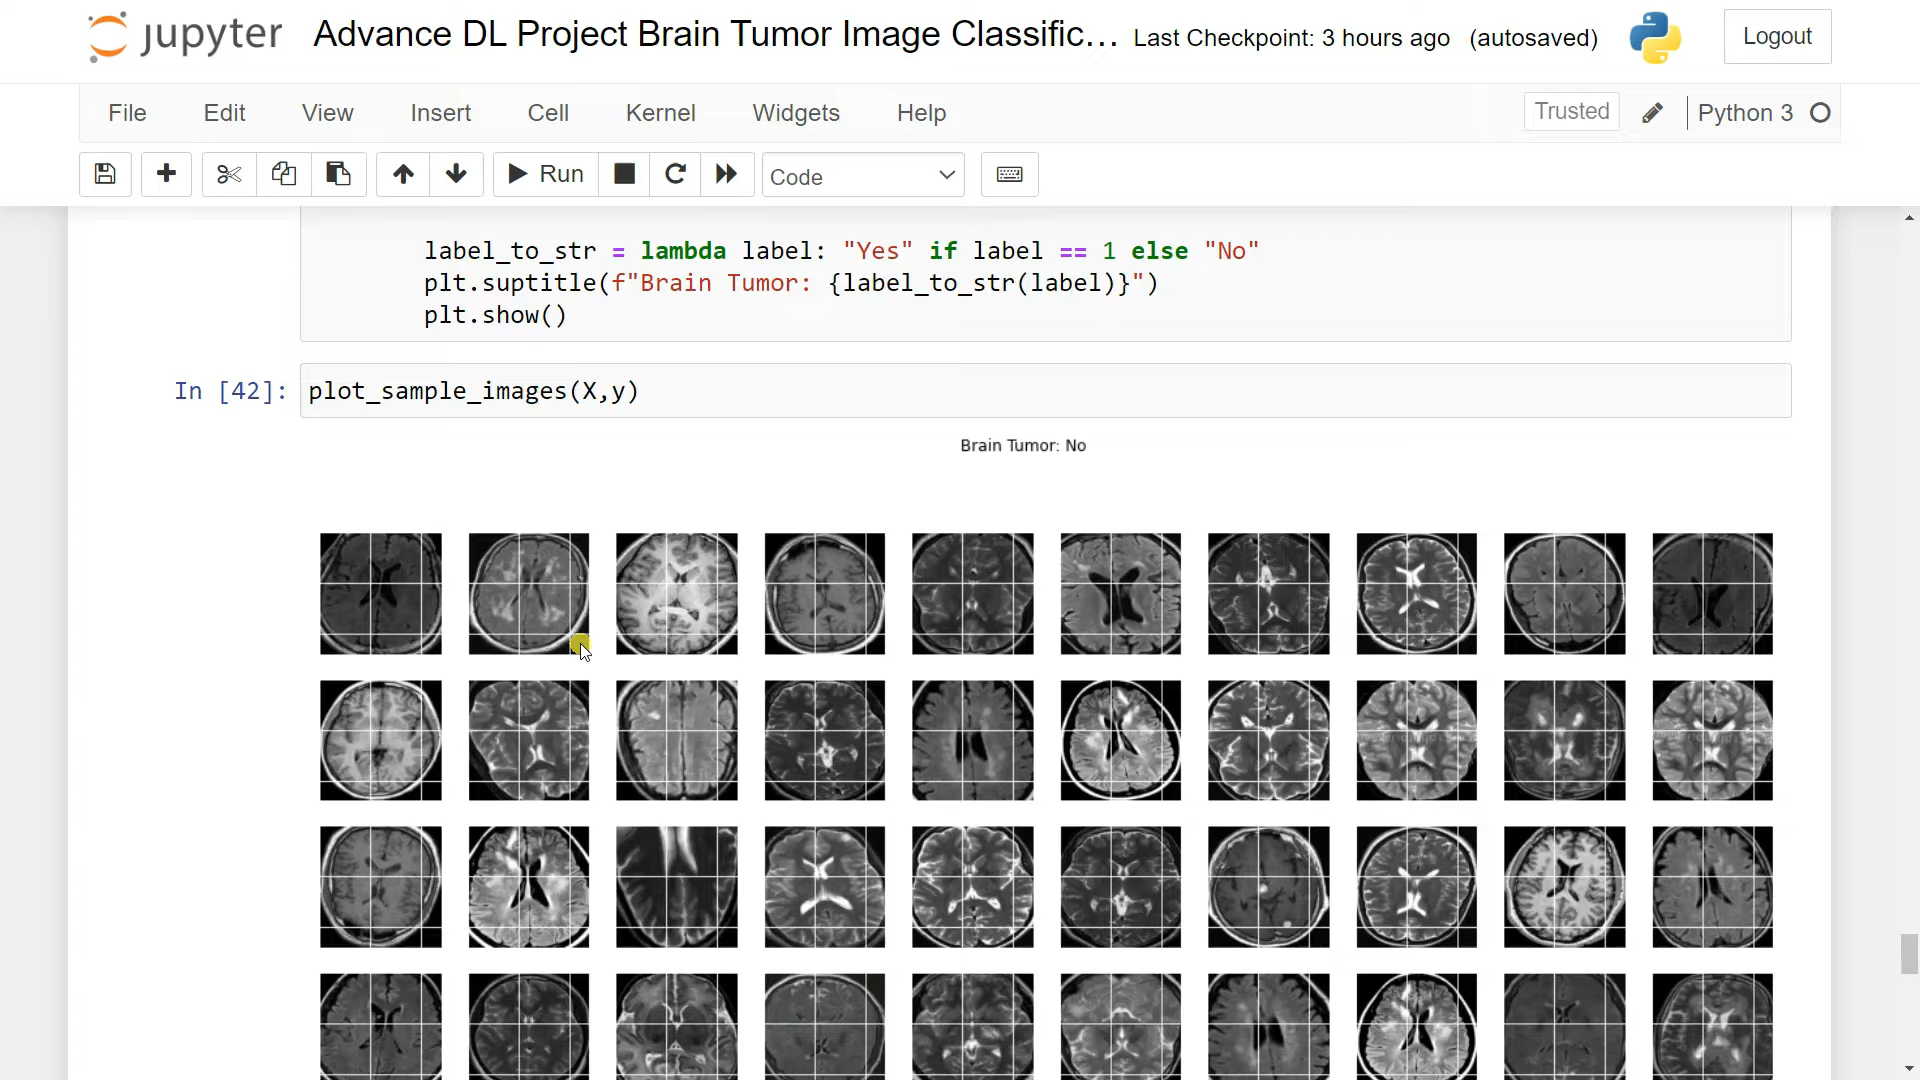 jupyter Advance DL Project Brain Tumor Image Classific... Last Checkpoint: 3 hours ago (autosaved) Logout
File Edit View Insert Cell Kernel Widgets Help Trusted Python 3
Run Code
label_to_str = lambda label: "Yes" if label == 1 else "No"
plt.suptitle(f"Brain Tumor: {label_to_str(label)}")
plt.show()
In [42]: plot_sample_images(X,y)
Brain Tumor: No